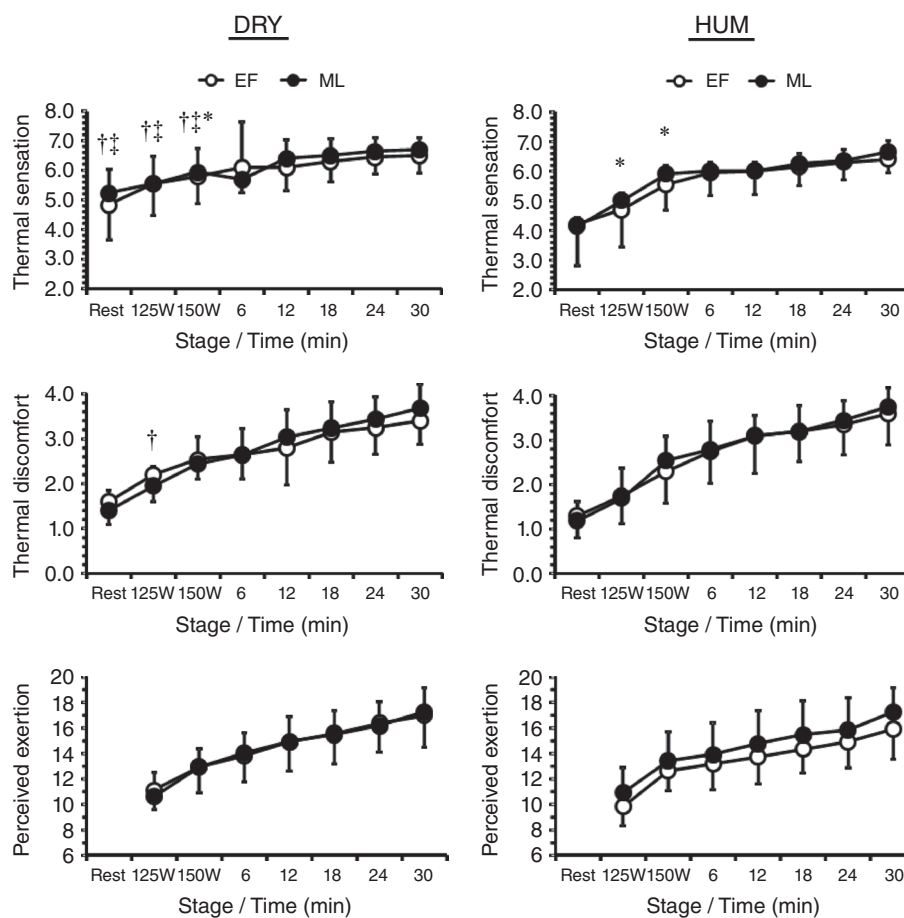 DRY
HUM
EF ML
EF ML
Thermal sensation
8.0
7.0
6.0
5.0
4.0
3.0
2.0
†‡ †‡ †‡*
Rest 125W 150W 6 12 18 24 30
Stage / Time (min)
Thermal sensation
8.0
7.0
6.0
5.0
4.0
3.0
2.0
* *
Rest 125W 150W 6 12 18 24 30
Stage / Time (min)
Thermal discomfort
4.0
3.0
2.0
1.0
0.0
†
Rest 125W 150W 6 12 18 24 30
Stage / Time (min)
Thermal discomfort
4.0
3.0
2.0
1.0
0.0
Rest 125W 150W 6 12 18 24 30
Stage / Time (min)
Perceived exertion
20
18
16
14
12
10
8
6
Rest 125W 150W 6 12 18 24 30
Stage / Time (min)
Perceived exertion
20
18
16
14
12
10
8
6
Rest 125W 150W 6 12 18 24 30
Stage / Time (min)